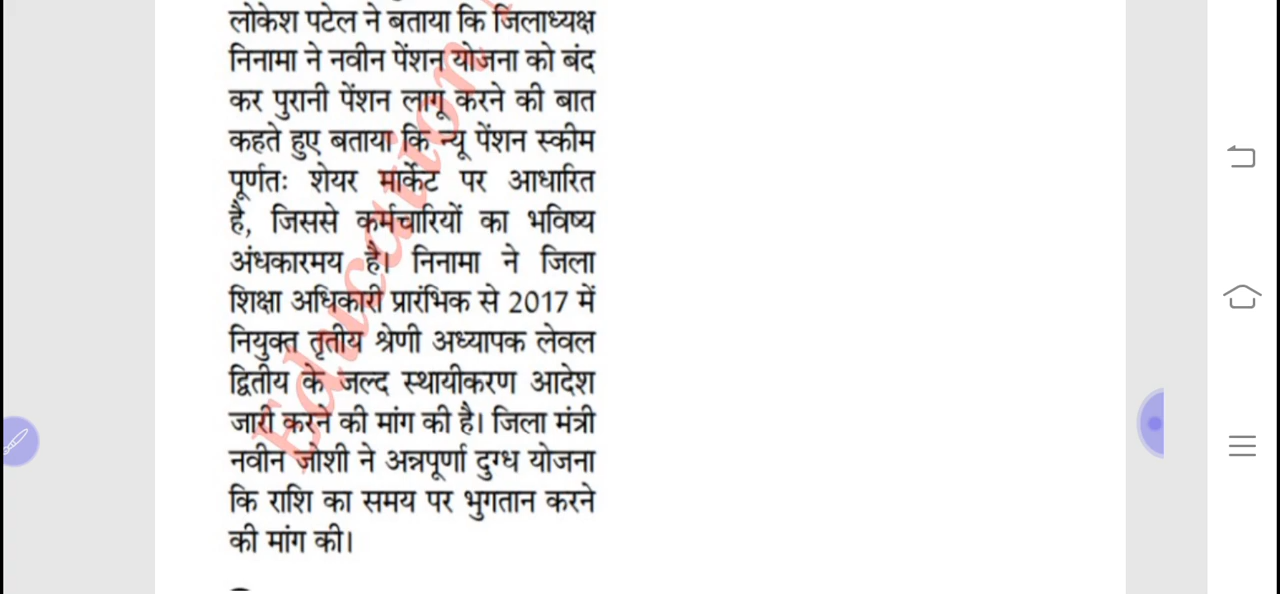 लोकेश पटेल ने बताया कि जिलाध्यक्ष
निनामा ने नवीन पेंशन योजना को बंद
कर पुरानी पेंशन लागू करने की बात
कहते हुए बताया कि न्यू पेंशन स्कीम
पूर्णतः शेयर मार्केट पर आधारित
है, जिससे कर्मचारियों का भविष्य
अंधकारमय है। निनामा ने जिला
शिक्षा अधिकारी प्रारंभिक से 2017 में
नियुक्त तृतीय श्रेणी अध्यापक लेवल
द्वितीय के जल्द स्थायीकरण आदेश
जारी करने की मांग की है। जिला मंत्री
नवीन जोशी ने अन्नपूर्णा दुग्ध योजना
कि राशि का समय पर भुगतान करने
की मांग की।
Education